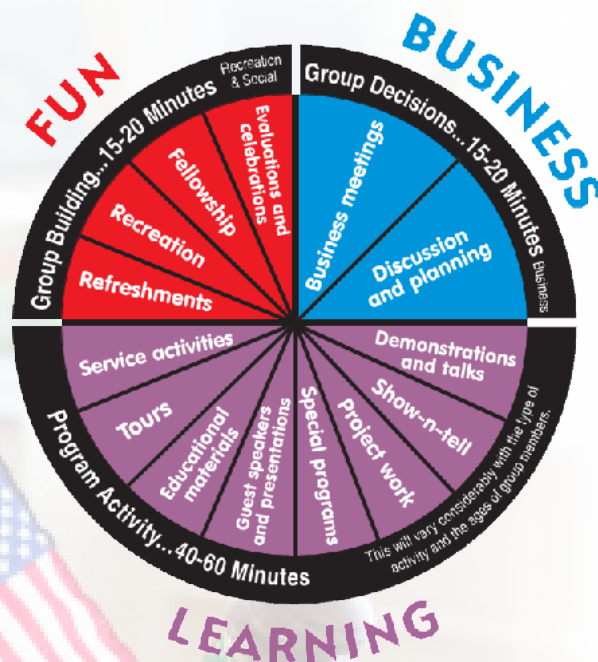 FUN
BUSINESS
Group Building...15-20 Minutes
Recreation
& Social
Group Decisions...15-20 Minutes
Business
Refreshments
Recreation
Fellowship
Evaluations and
celebrations
Business meetings
Discussion
and planning
Demonstrations
and talks
Show-n-tell
Project work
Special programs
Guest speakers
and presentations
Educational
materials
Tours
Service activities
Program Activity...40-60 Minutes
This will vary considerably with the type of
activity and the ages of group members.
LEARNING